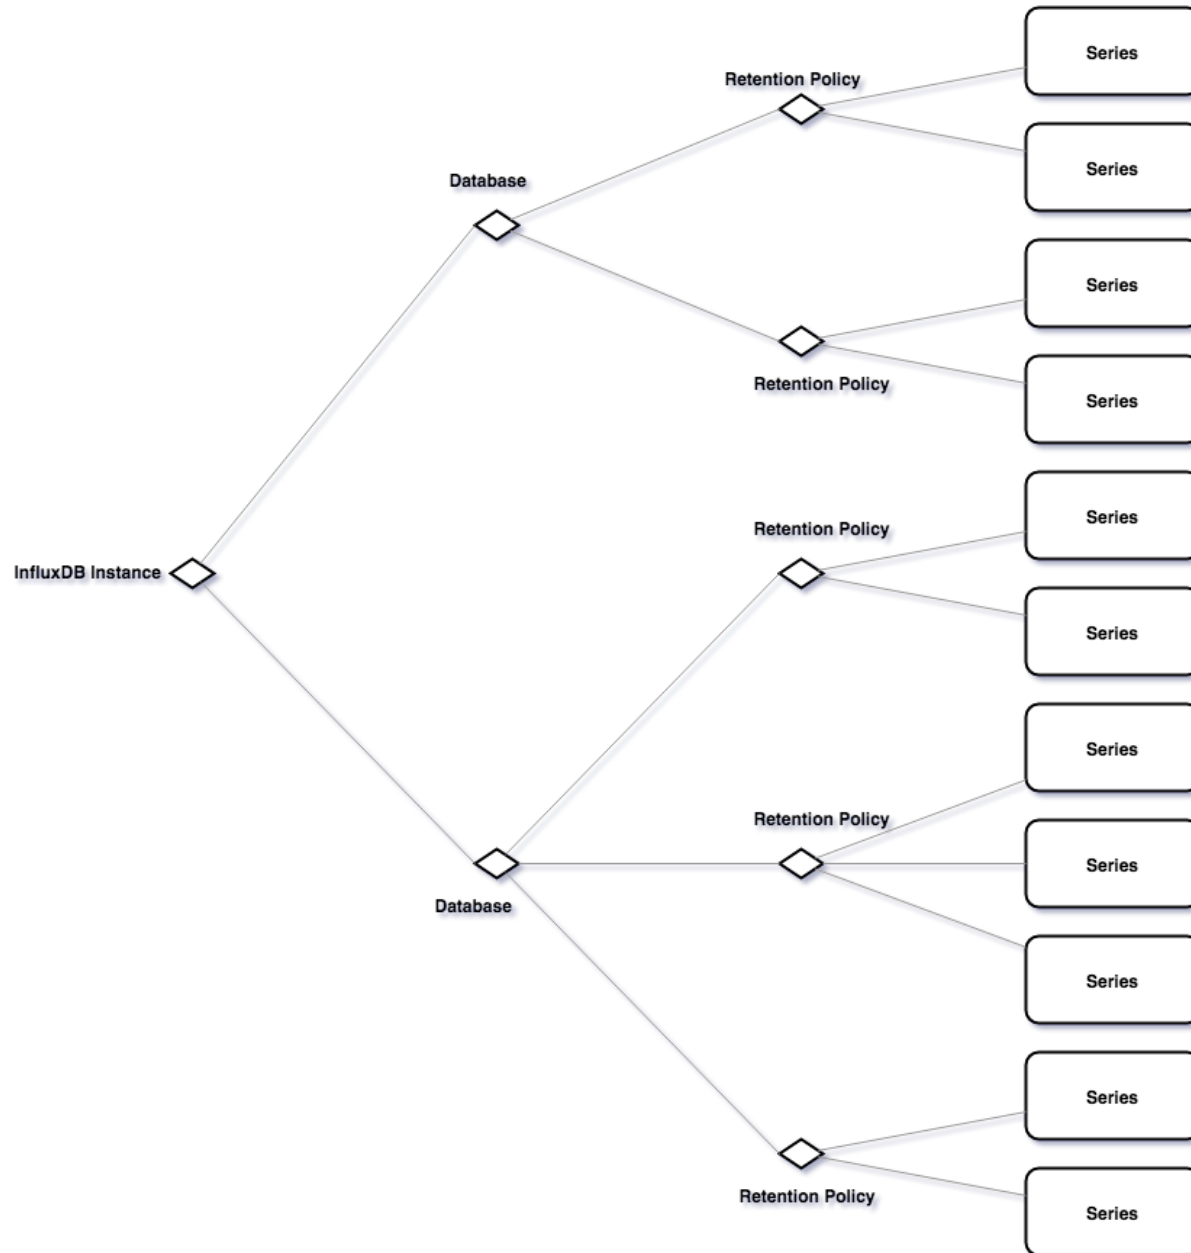 Series
Retention Policy
Series
Database
Series
Retention Policy
Series
Series
Retention Policy
InfluxDB Instance
Series
Series
Retention Policy
Series
Database
Series
Series
Retention Policy
Series